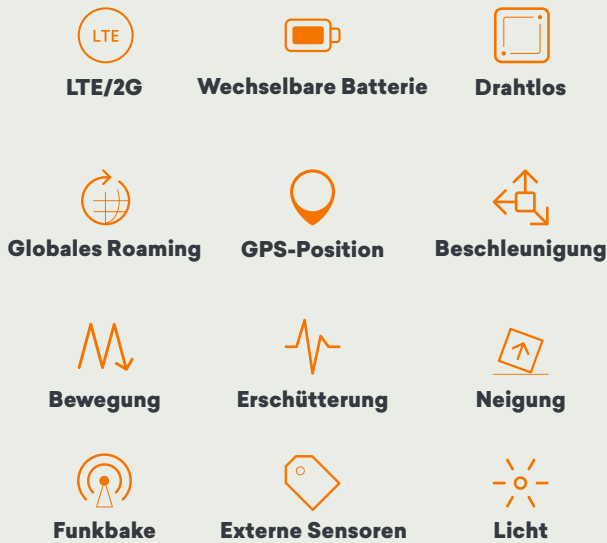 LTE
LTE/2G
Wechselbare Batterie
Drahtlos
Globales Roaming
GPS-Position
Beschleunigung
Bewegung
Erschütterung
Neigung
Funkbake
Externe Sensoren
Licht